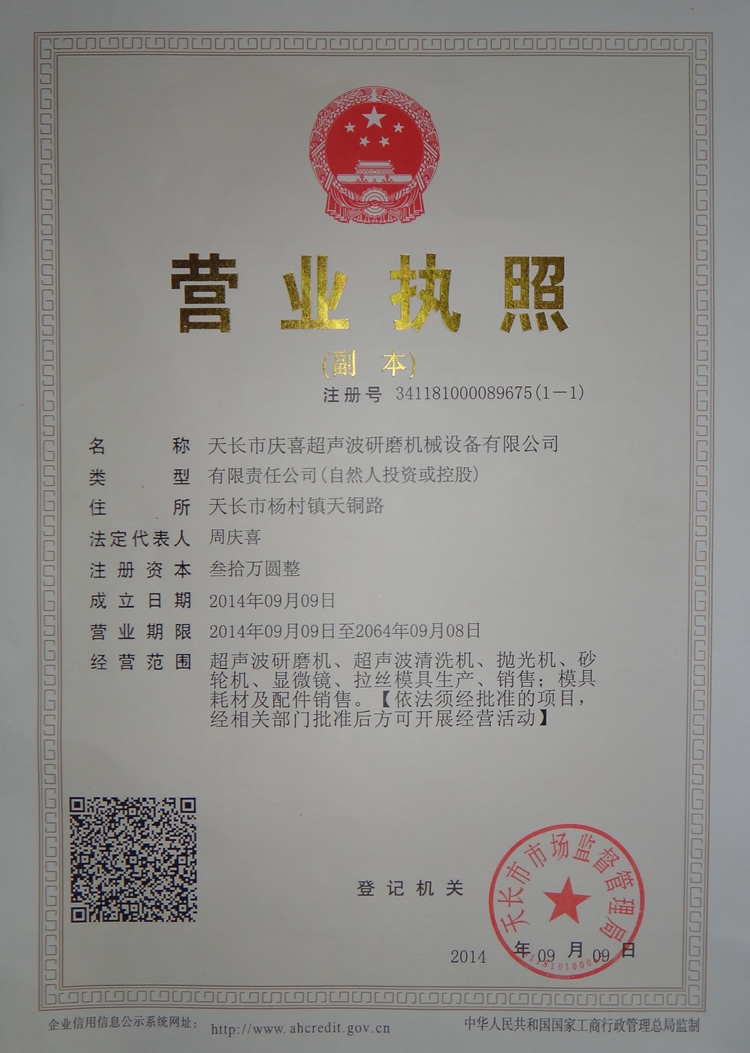 营业执照
(副本)
注册号 341181000089675(1-1)
名称 天长市庆喜超声波研磨机械设备有限公司
类型 有限责任公司(自然人投资或控股)
住所 天长市杨村镇天铜路
法定代表人 周庆喜
注册资本 叁拾万圆整
成立日期 2014年09月09日
营业期限 2014年09月09日至2064年09月08日
经营范围 超声波研磨机、超声波清洗机、抛光机、砂
轮机、显微镜、拉丝模具生产、销售；模具
耗材及配件销售。【依法须经批准的项目，
经相关部门批准后方可开展经营活动】
登记机关
天长市市场监督管理局
2014 年 09 月 09 日
企业信用信息公示系统网址： http://www.ahcredit.gov.cn
中华人民共和国国家工商行政管理总局监制